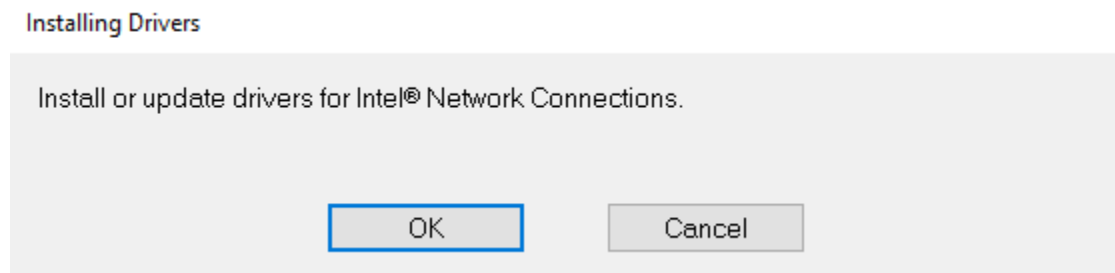 Installing Drivers
Install or update drivers for Intel® Network Connections.
OK Cancel